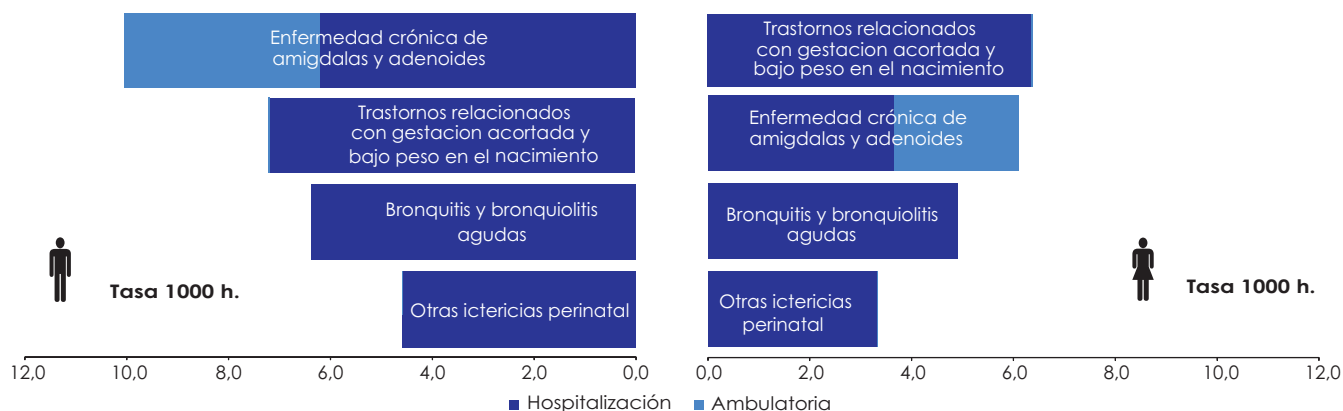 Enfermedad crónica de
amigdalas y adenoides
Trastornos relacionados
con gestacion acortada y
bajo peso en el nacimiento
Bronquitis y bronquiolitis
agudas
Otras ictericias perinatal
Tasa 1000 h.
12,0 10,0 8,0 6,0 4,0 2,0 0,0
Trastornos relacionados
con gestacion acortada y
bajo peso en el nacimiento
Enfermedad crónica de
amigdalas y adenoides
Bronquitis y bronquiolitis
agudas
Otras ictericias
perinatal
Tasa 1000 h.
0,0 2,0 4,0 6,0 8,0 10,0 12,0
Hospitalización Ambulatoria